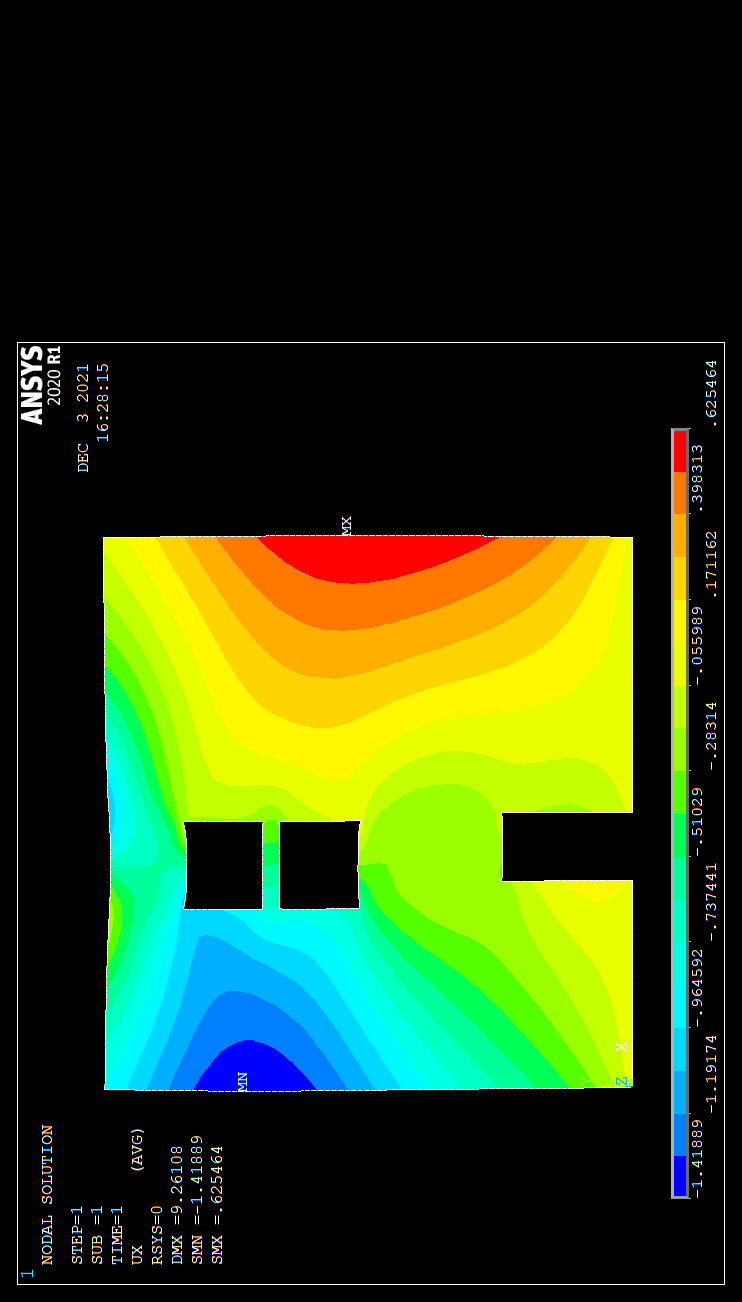 1
NODAL SOLUTION
STEP=1
SUB =1
TIME=1
UX (AVG)
RSYS=0
DMX =9.26108
SMN =-1.41889
SMX =.625464
ANSYS
2020 R1
DEC 3 2021
16:28:15
MN
MX
Z X
-1.41889
-1.19174
-.964592
-.737441
-.51029
-.28314
-.055989
.171162
.398313
.625464